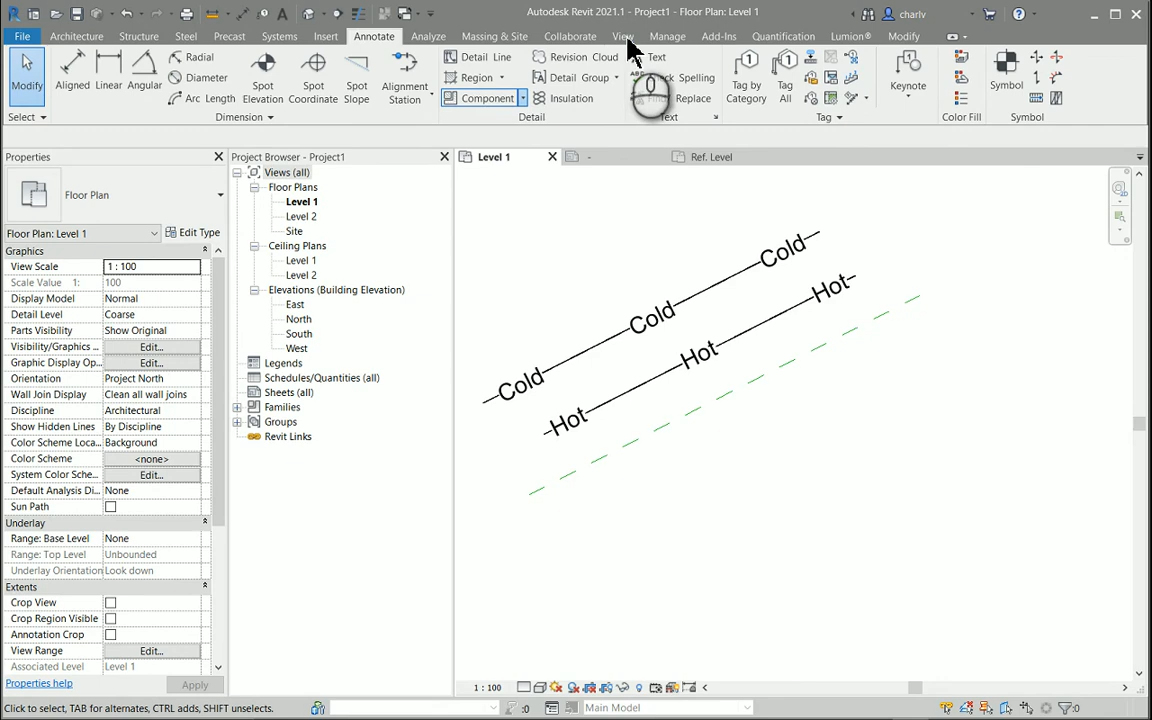 Autodesk Revit 2021.1 - Project1 - Floor Plan: Level 1
charlv
File Architecture Structure Steel Precast Systems Insert Annotate Analyze Massing & Site Collaborate View Manage Add-Ins Quantification Lumion® Modify
Modify
Select
Aligned
Linear
Angular
Radial
Diameter
Arc Length
Dimension
Spot Elevation
Spot Coordinate
Spot Slope
Alignment Station
Detail Line
Region
Component
Revision Cloud
Detail Group
Insulation
Detail
Text
Spelling
Replace
Text
Tag by Category
Tag All
Tag
Keynote
Color Fill
Symbol
Symbol
Properties
Floor Plan
Floor Plan: Level 1
Edit Type
Graphics
View Scale 1 : 100
Scale Value 1: 100
Display Model Normal
Detail Level Coarse
Parts Visibility Show Original
Visibility/Graphics ... Edit...
Graphic Display Op... Edit...
Orientation Project North
Wall Join Display Clean all wall joins
Discipline Architectural
Show Hidden Lines By Discipline
Color Scheme Loca... Background
Color Scheme <none>
System Color Sche... Edit...
Default Analysis Di... None
Sun Path
Underlay
Range: Base Level None
Range: Top Level Unbounded
Underlay Orientation Look down
Extents
Crop View
Crop Region Visible
Annotation Crop
View Range Edit...
Associated Level Level 1
Properties help
Apply
Project Browser - Project1
Views (all)
Floor Plans
Level 1
Level 2
Site
Ceiling Plans
Level 1
Level 2
Elevations (Building Elevation)
East
North
South
West
Legends
Schedules/Quantities (all)
Sheets (all)
Families
Groups
Revit Links
Level 1
-
Ref. Level
Cold
Cold
Cold
Hot
Hot
Hot
1 : 100
Click to select, TAB for alternates, CTRL adds, SHIFT unselects.
:0
Main Model
:0